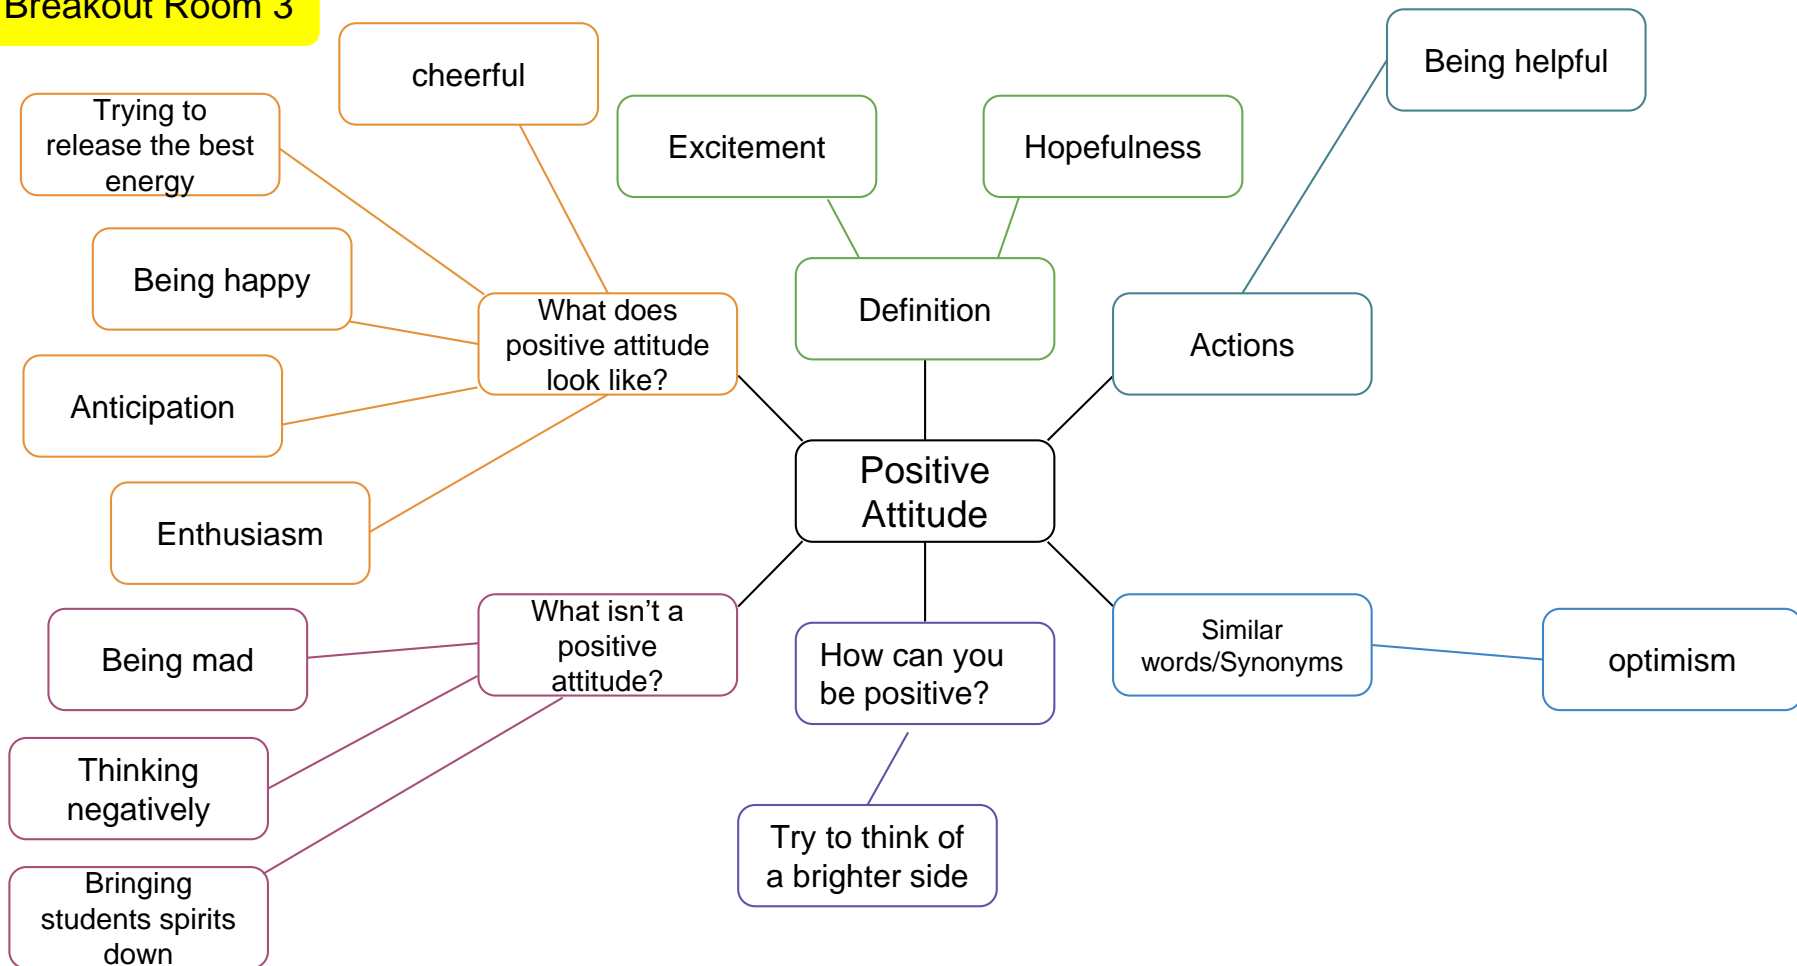 Breakout Room 3
cheerful
Being helpful
Trying to
release the best
energy
Excitement
Hopefulness
Being happy
What does
positive attitude
look like?
Definition
Actions
Anticipation
Positive
Attitude
Enthusiasm
Being mad
What isn’t a
positive
attitude?
How can you
be positive?
Similar
words/Synonyms
optimism
Thinking
negatively
Try to think of
a brighter side
Bringing
students spirits
down